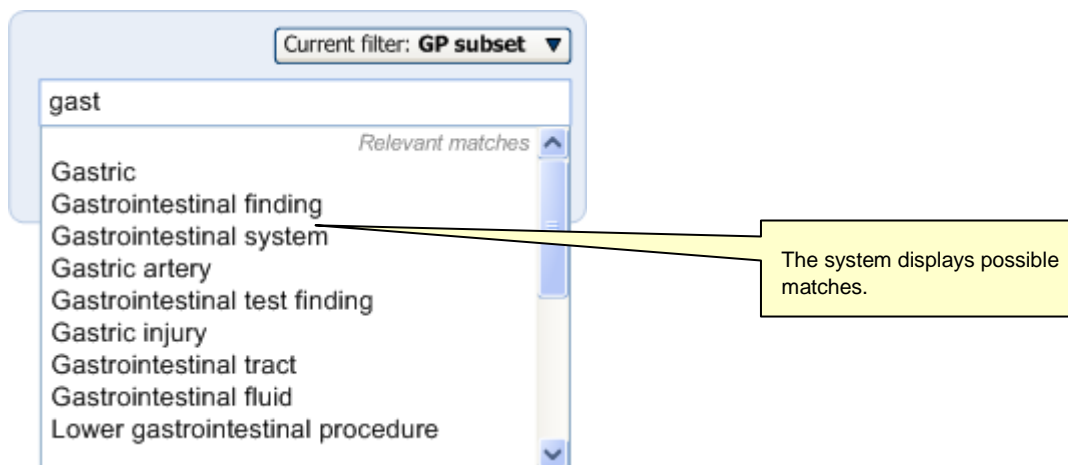 Current filter: GP subset
gast
Relevant matches
Gastric
Gastrointestinal finding
Gastrointestinal system
Gastric artery
Gastrointestinal test finding
Gastric injury
Gastrointestinal tract
Gastrointestinal fluid
Lower gastrointestinal procedure
The system displays possible
matches.